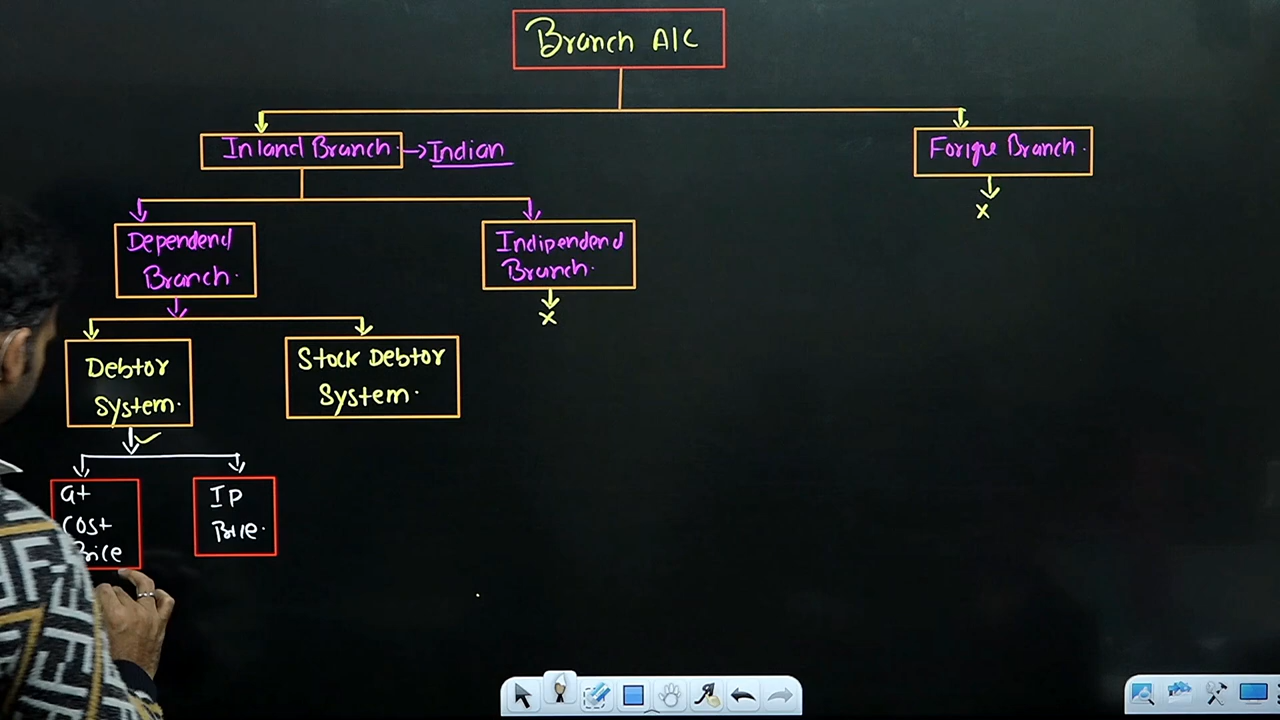 Branch A/C
Inland Branch. → Indian
Forigue Branch.
x
Dependend
Branch.
Indipendend
Branch.
x
Debtor
System.
Stock Debtor
System.
at
Cost
Price
IP
Price.